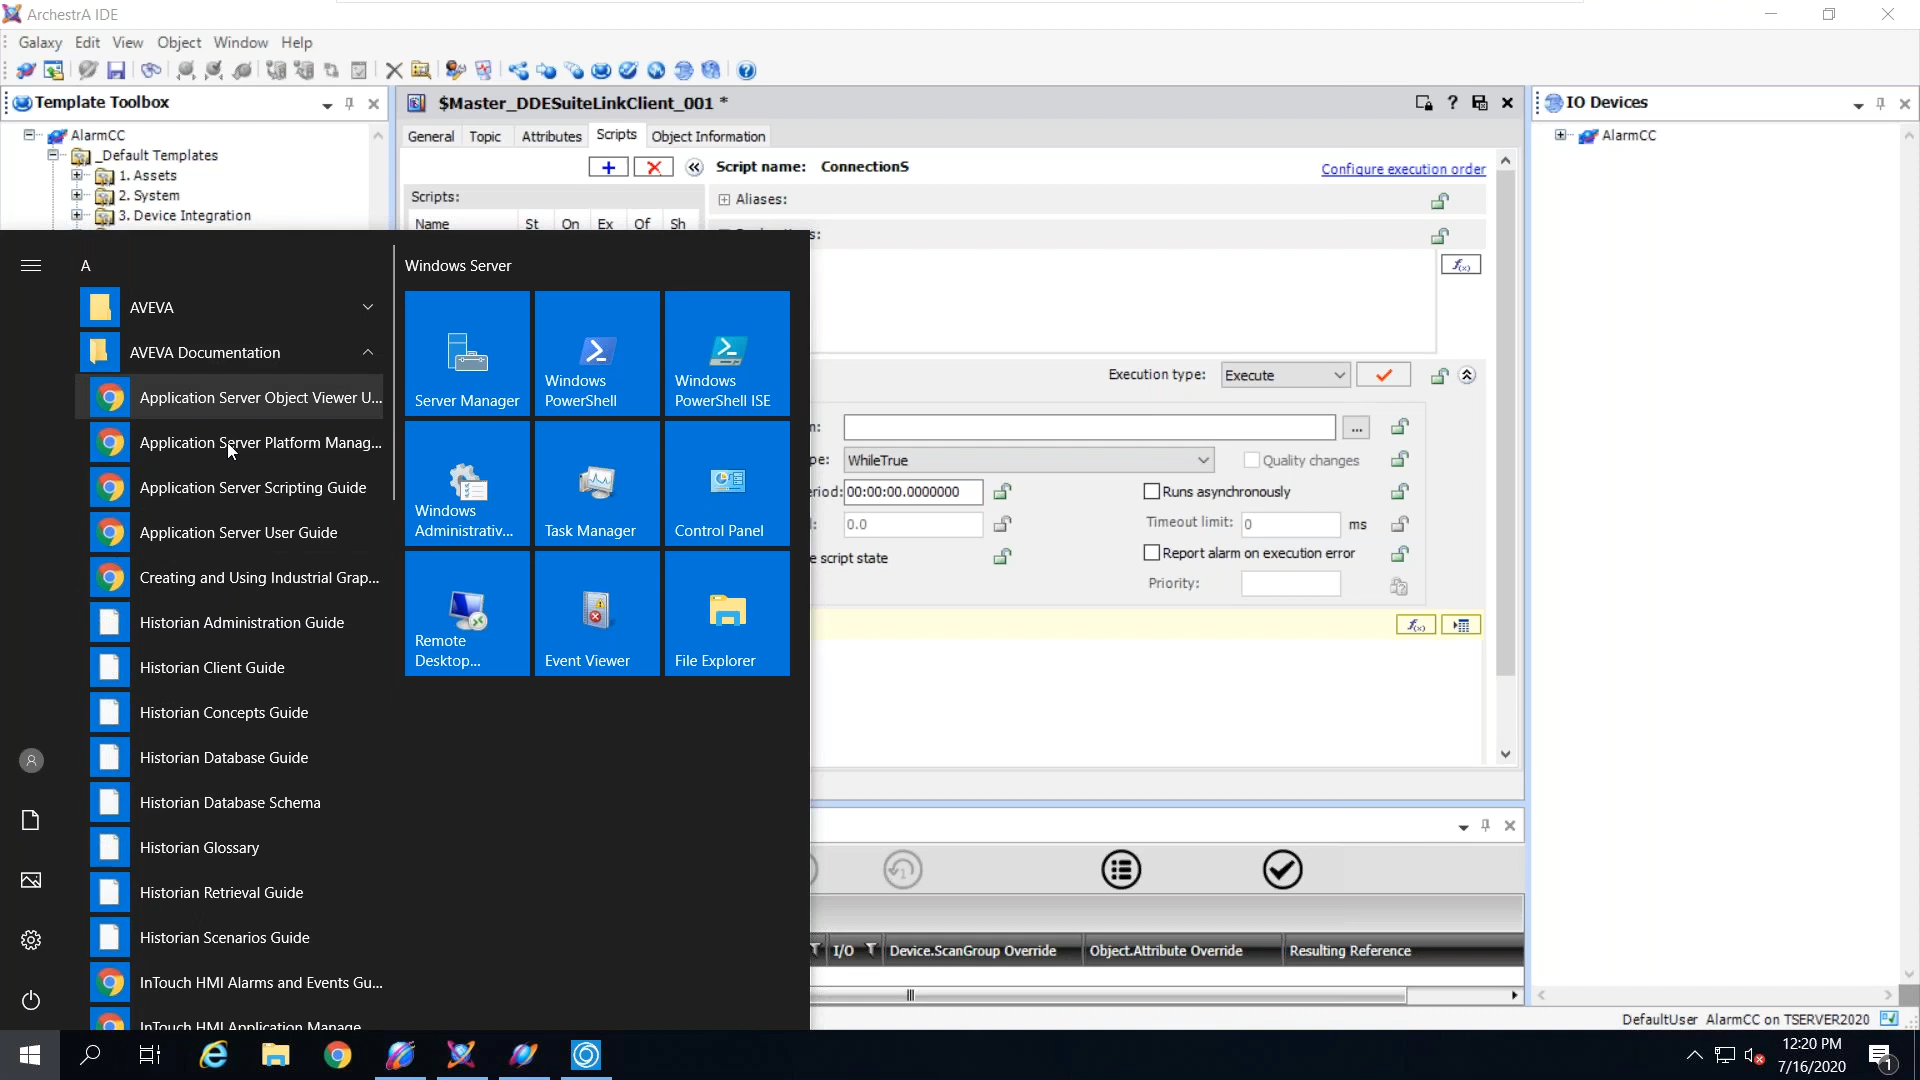 ArchestrA IDE
Galaxy Edit View Object Window Help
Template Toolbox
$Master_DDESuiteLinkClient_001 *
IO Devices
AlarmCC
_Default Templates
1. Assets
2. System
3. Device Integration
General Topic Attributes Scripts Object Information
Script name: ConnectionS
Configure execution order
Scripts:
Name St On Ex Of Sh
Aliases:
s:
AlarmCC
A
AVEVA
AVEVA Documentation
Application Server Object Viewer U...
Application Server Platform Manag...
Application Server Scripting Guide
Application Server User Guide
Creating and Using Industrial Grap...
Historian Administration Guide
Historian Client Guide
Historian Concepts Guide
Historian Database Guide
Historian Database Schema
Historian Glossary
Historian Retrieval Guide
Historian Scenarios Guide
InTouch HMI Alarms and Events Gu...
InTouch HMI Application Manage
Windows Server
Server Manager
Windows PowerShell
Windows PowerShell ISE
Windows Administrativ...
Task Manager
Control Panel
Remote Desktop...
Event Viewer
File Explorer
f(x)
Execution type: Execute
n:
...
pe: WhileTrue
Quality changes
riod: 00:00:00.0000000
Runs asynchronously
: 0.0
Timeout limit: 0 ms
e script state
Report alarm on execution error
Priority:
f(x)
1
I/O Device.ScanGroup Override Object.Attribute Override Resulting Reference
DefaultUser AlarmCC on TSERVER2020
12:20 PM
7/16/2020
1